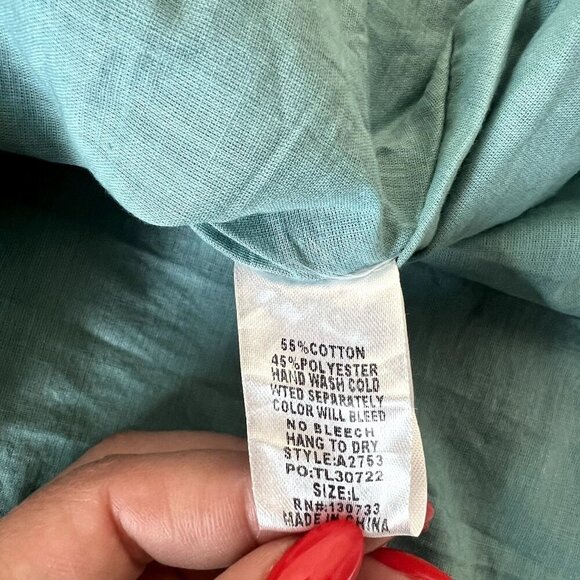 55%COTTON
45%POLYESTER
HAND WASH COLD
WTED SEPARATELY
COLOR WILL BLEED
NO BLEECH
HANG TO DRY
STYLE:A2753
PO:TL30722
SIZE:L
RN#:130733
MADE IN CHINA